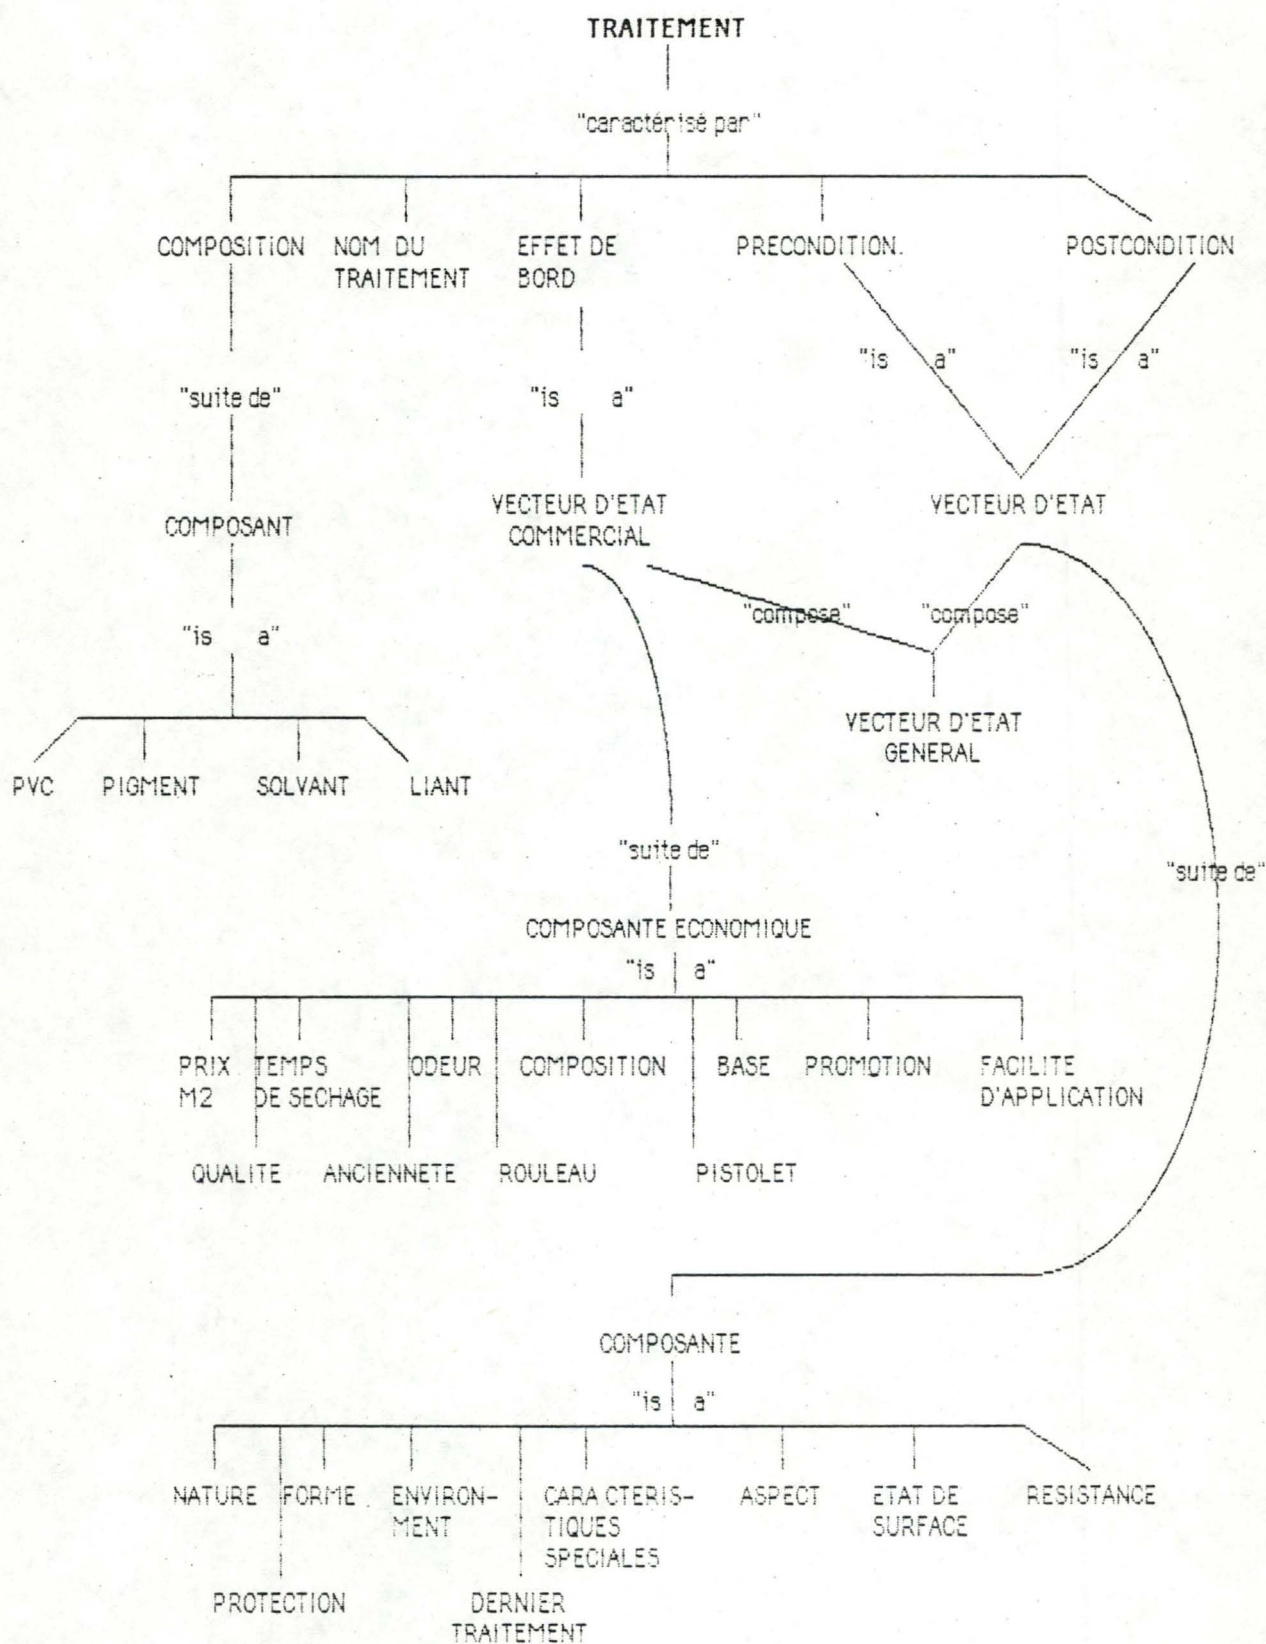 TRAITEMENT
"caractérisé par"
COMPOSITION NOM DU TRAITEMENT EFFET DE BORD PRECONDITION. POSTCONDITION
"is a" "is a"
"suite de" "is a"
COMPOSANT
VECTEUR D'ETAT COMMERCIAL
VECTEUR D'ETAT
"compose" "compose"
"is a"
VECTEUR D'ETAT GENERAL
PVC PIGMENT SOLVANT LIANT
"suite de"
"suite de"
COMPOSANTE ECONOMIQUE
"is a"
PRIX M2
TEMPS DE SECHAGE
ODEUR COMPOSITION BASE PROMOTION
FACILITE D'APPLICATION
QUALITE ANCIENNETE ROULEAU PISTOLET
COMPOSANTE
"is a"
NATURE FORME
ENVIRON-
MENT
CARACTERIS-
TIQUES
SPECIALES
ASPECT
ETAT DE
SURFACE
RESISTANCE
PROTECTION
DERNIER
TRAITEMENT